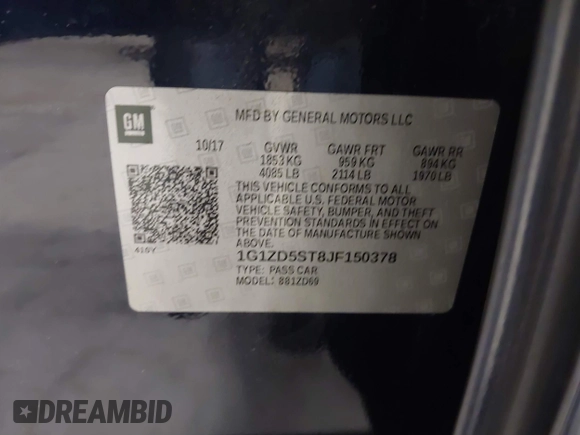 GM
MFD BY GENERAL MOTORS LLC
10/17 GVWR GAWR FRT GAWR RR
1853 KG 959 KG 894 KG
4085 LB 2114 LB 1970 LB
THIS VEHICLE CONFORMS TO ALL
APPLICABLE U.S. FEDERAL MOTOR
VEHICLE SAFETY, BUMPER, AND THEFT
PREVENTION STANDARDS IN EFFECT ON
THE DATE OF MANUFACTURE SHOWN
ABOVE.
416Y
1G1ZD5ST8JF150378
TYPE: PASS CAR
MODEL: 881ZD69
DREAMBID